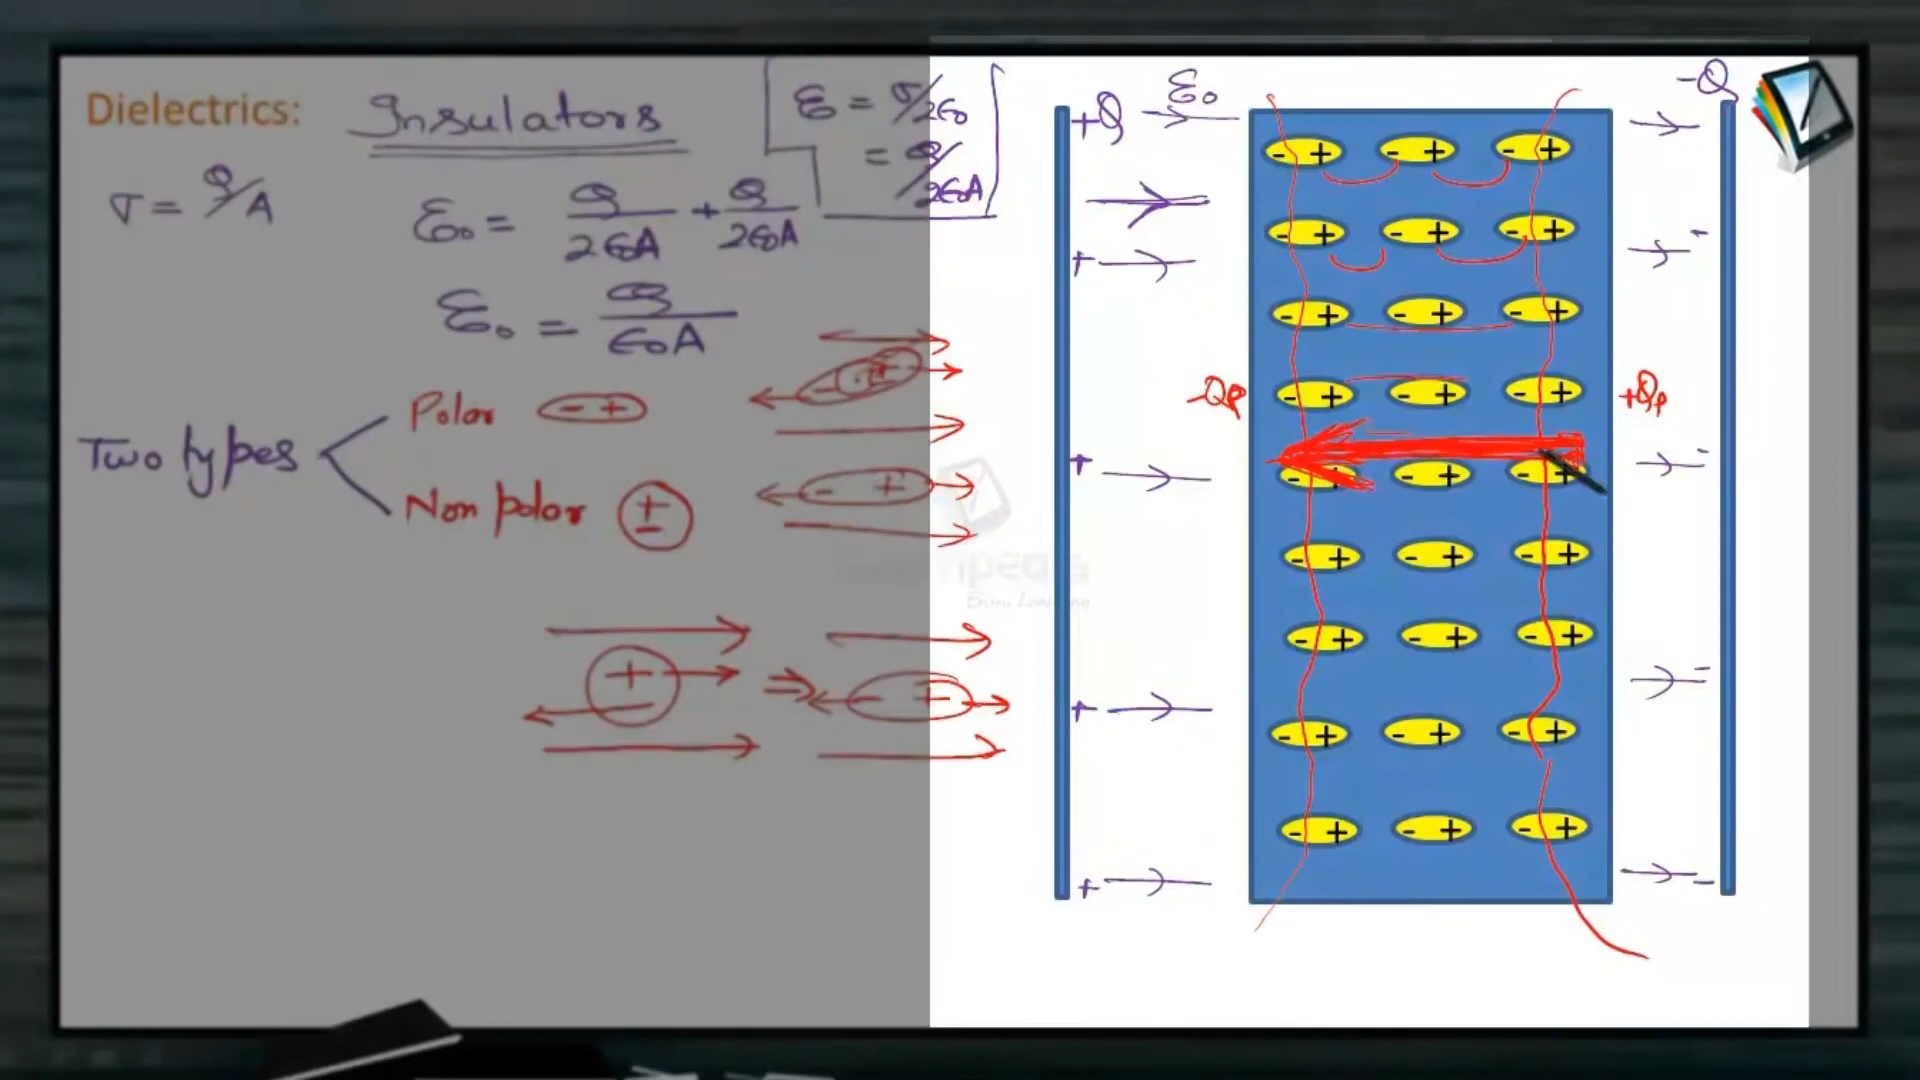 Dielectrics: Insulators
E = σ/2ε0
= Q/2ε0A
σ = Q/A
E0 = Q/2ε0A + Q/2ε0A
E0 = Q/ε0A
Two types
Polar - +
Non polar ±
+Q
E0
-Q
-Qp
+Qp